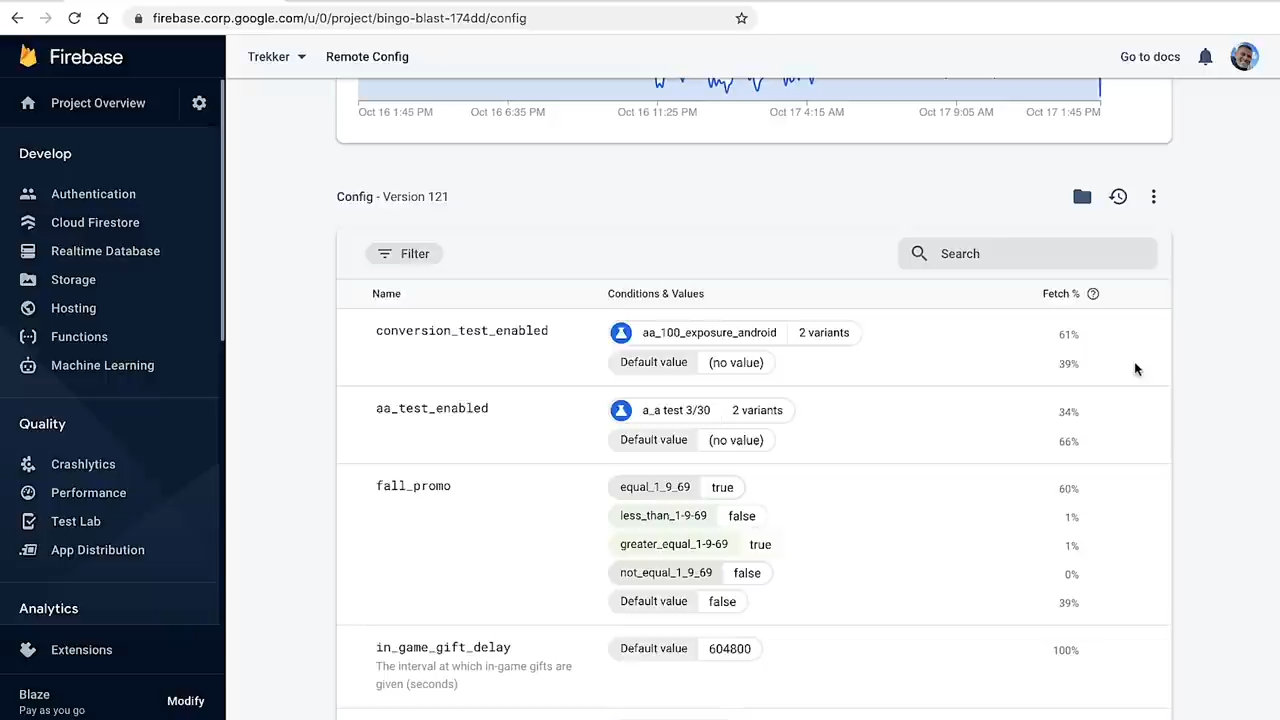 firebase.corp.google.com/u/0/project/bingo-blast-174dd/config
Firebase
Trekker
Remote Config
Go to docs
Project Overview
Develop
Authentication
Cloud Firestore
Realtime Database
Storage
Hosting
Functions
Machine Learning
Quality
Crashlytics
Performance
Test Lab
App Distribution
Analytics
Extensions
Blaze
Pay as you go
Modify
Oct 16 1:45 PM
Oct 16 6:35 PM
Oct 16 11:25 PM
Oct 17 4:15 AM
Oct 17 9:05 AM
Oct 17 1:45 PM
Config - Version 121
Filter
Search
Name
Conditions & Values
Fetch %
conversion_test_enabled
aa_100_exposure_android 2 variants 61%
Default value (no value) 39%
aa_test_enabled
a_a test 3/30 2 variants 34%
Default value (no value) 66%
fall_promo
equal_1_9_69 true 60%
less_than_1-9-69 false 1%
greater_equal_1-9-69 true 1%
not_equal_1_9_69 false 0%
Default value false 39%
in_game_gift_delay
The interval at which in-game gifts are
given (seconds)
Default value 604800 100%